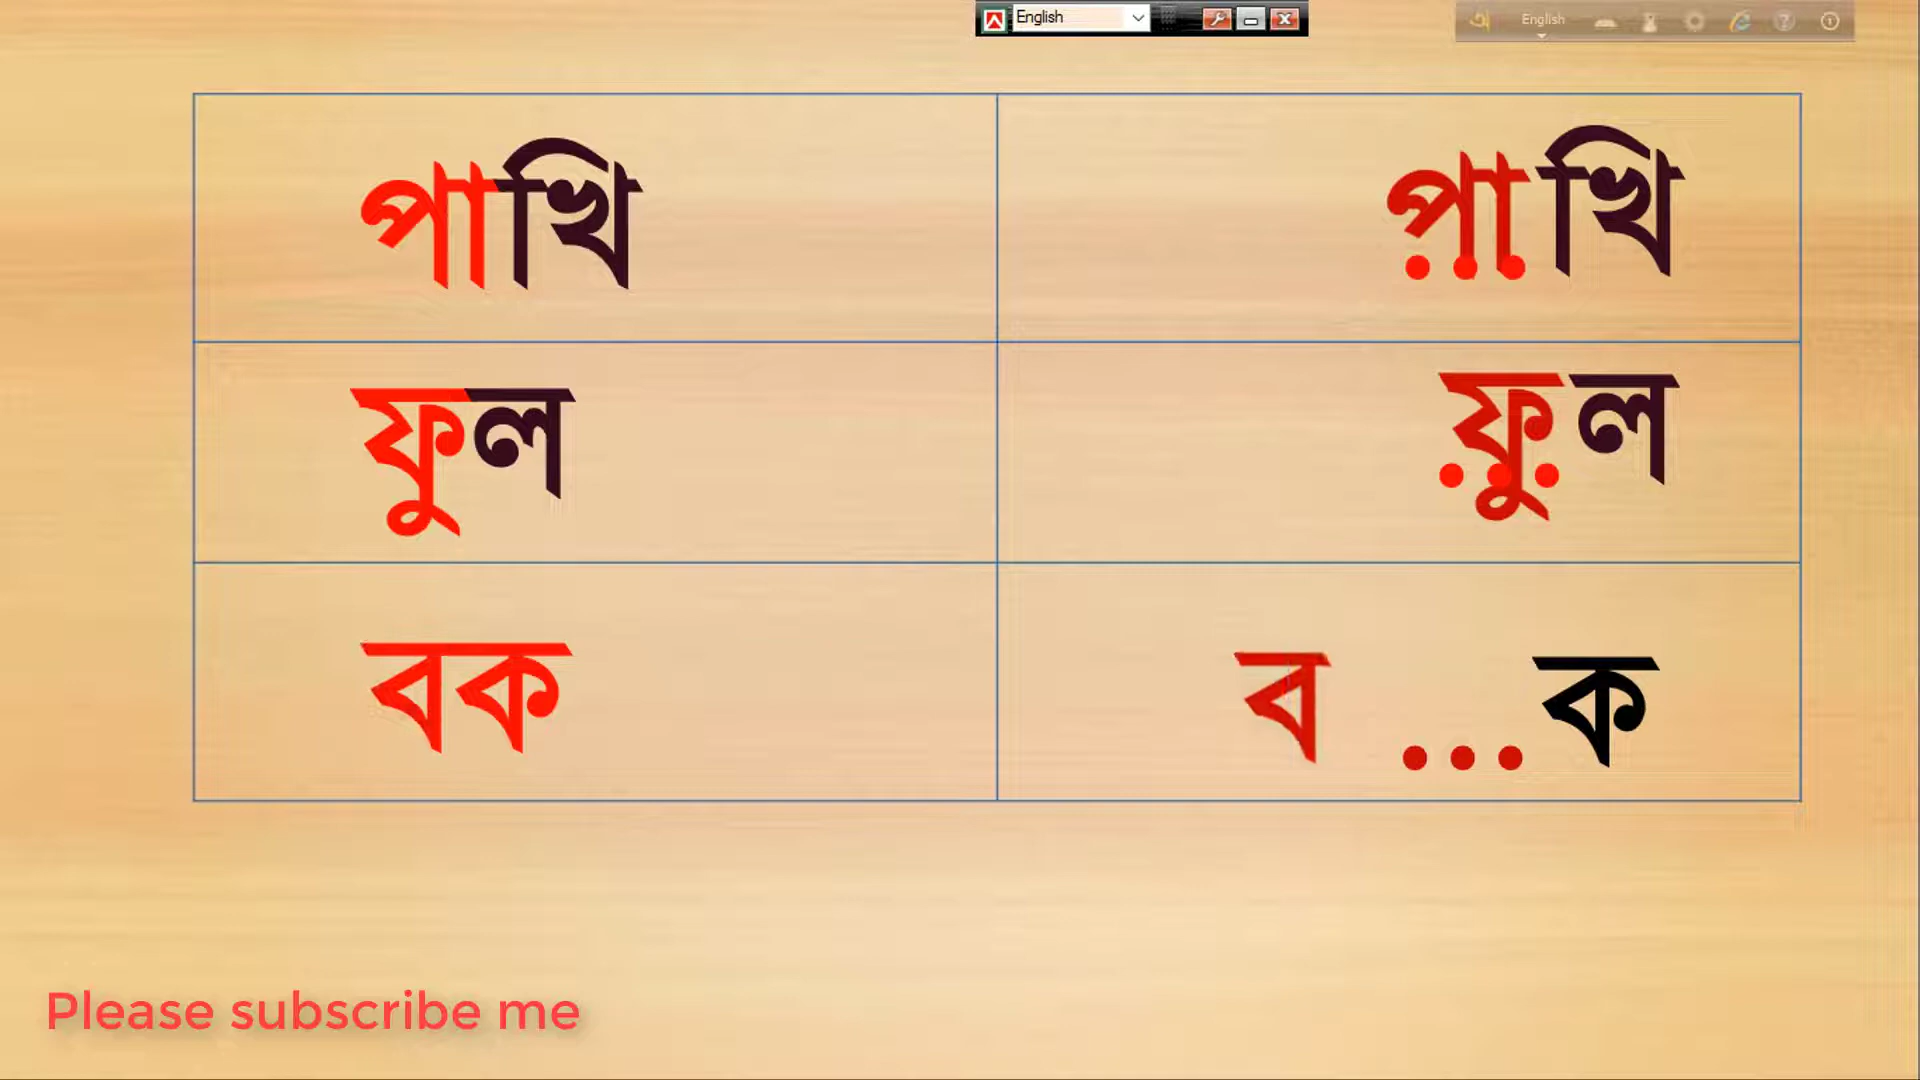 English
English
পাখি পা...খি
ফুল ফু...ল
বক ব ...ক
Please subscribe me